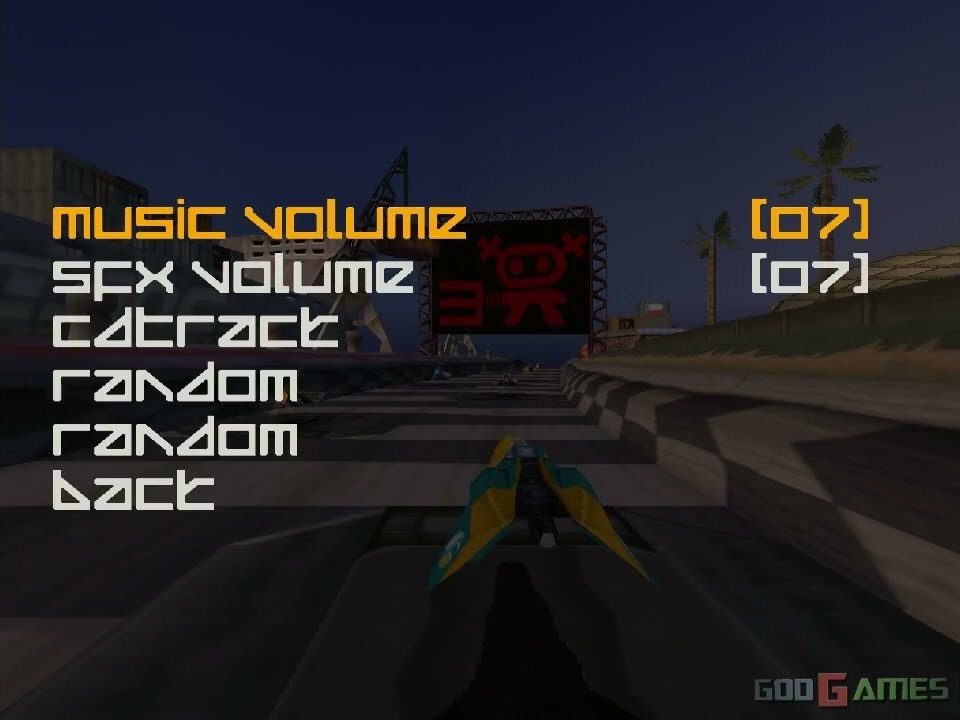 music volume [07]
sfx volume [07]
cdtrack
random
random
back
GODGAMES